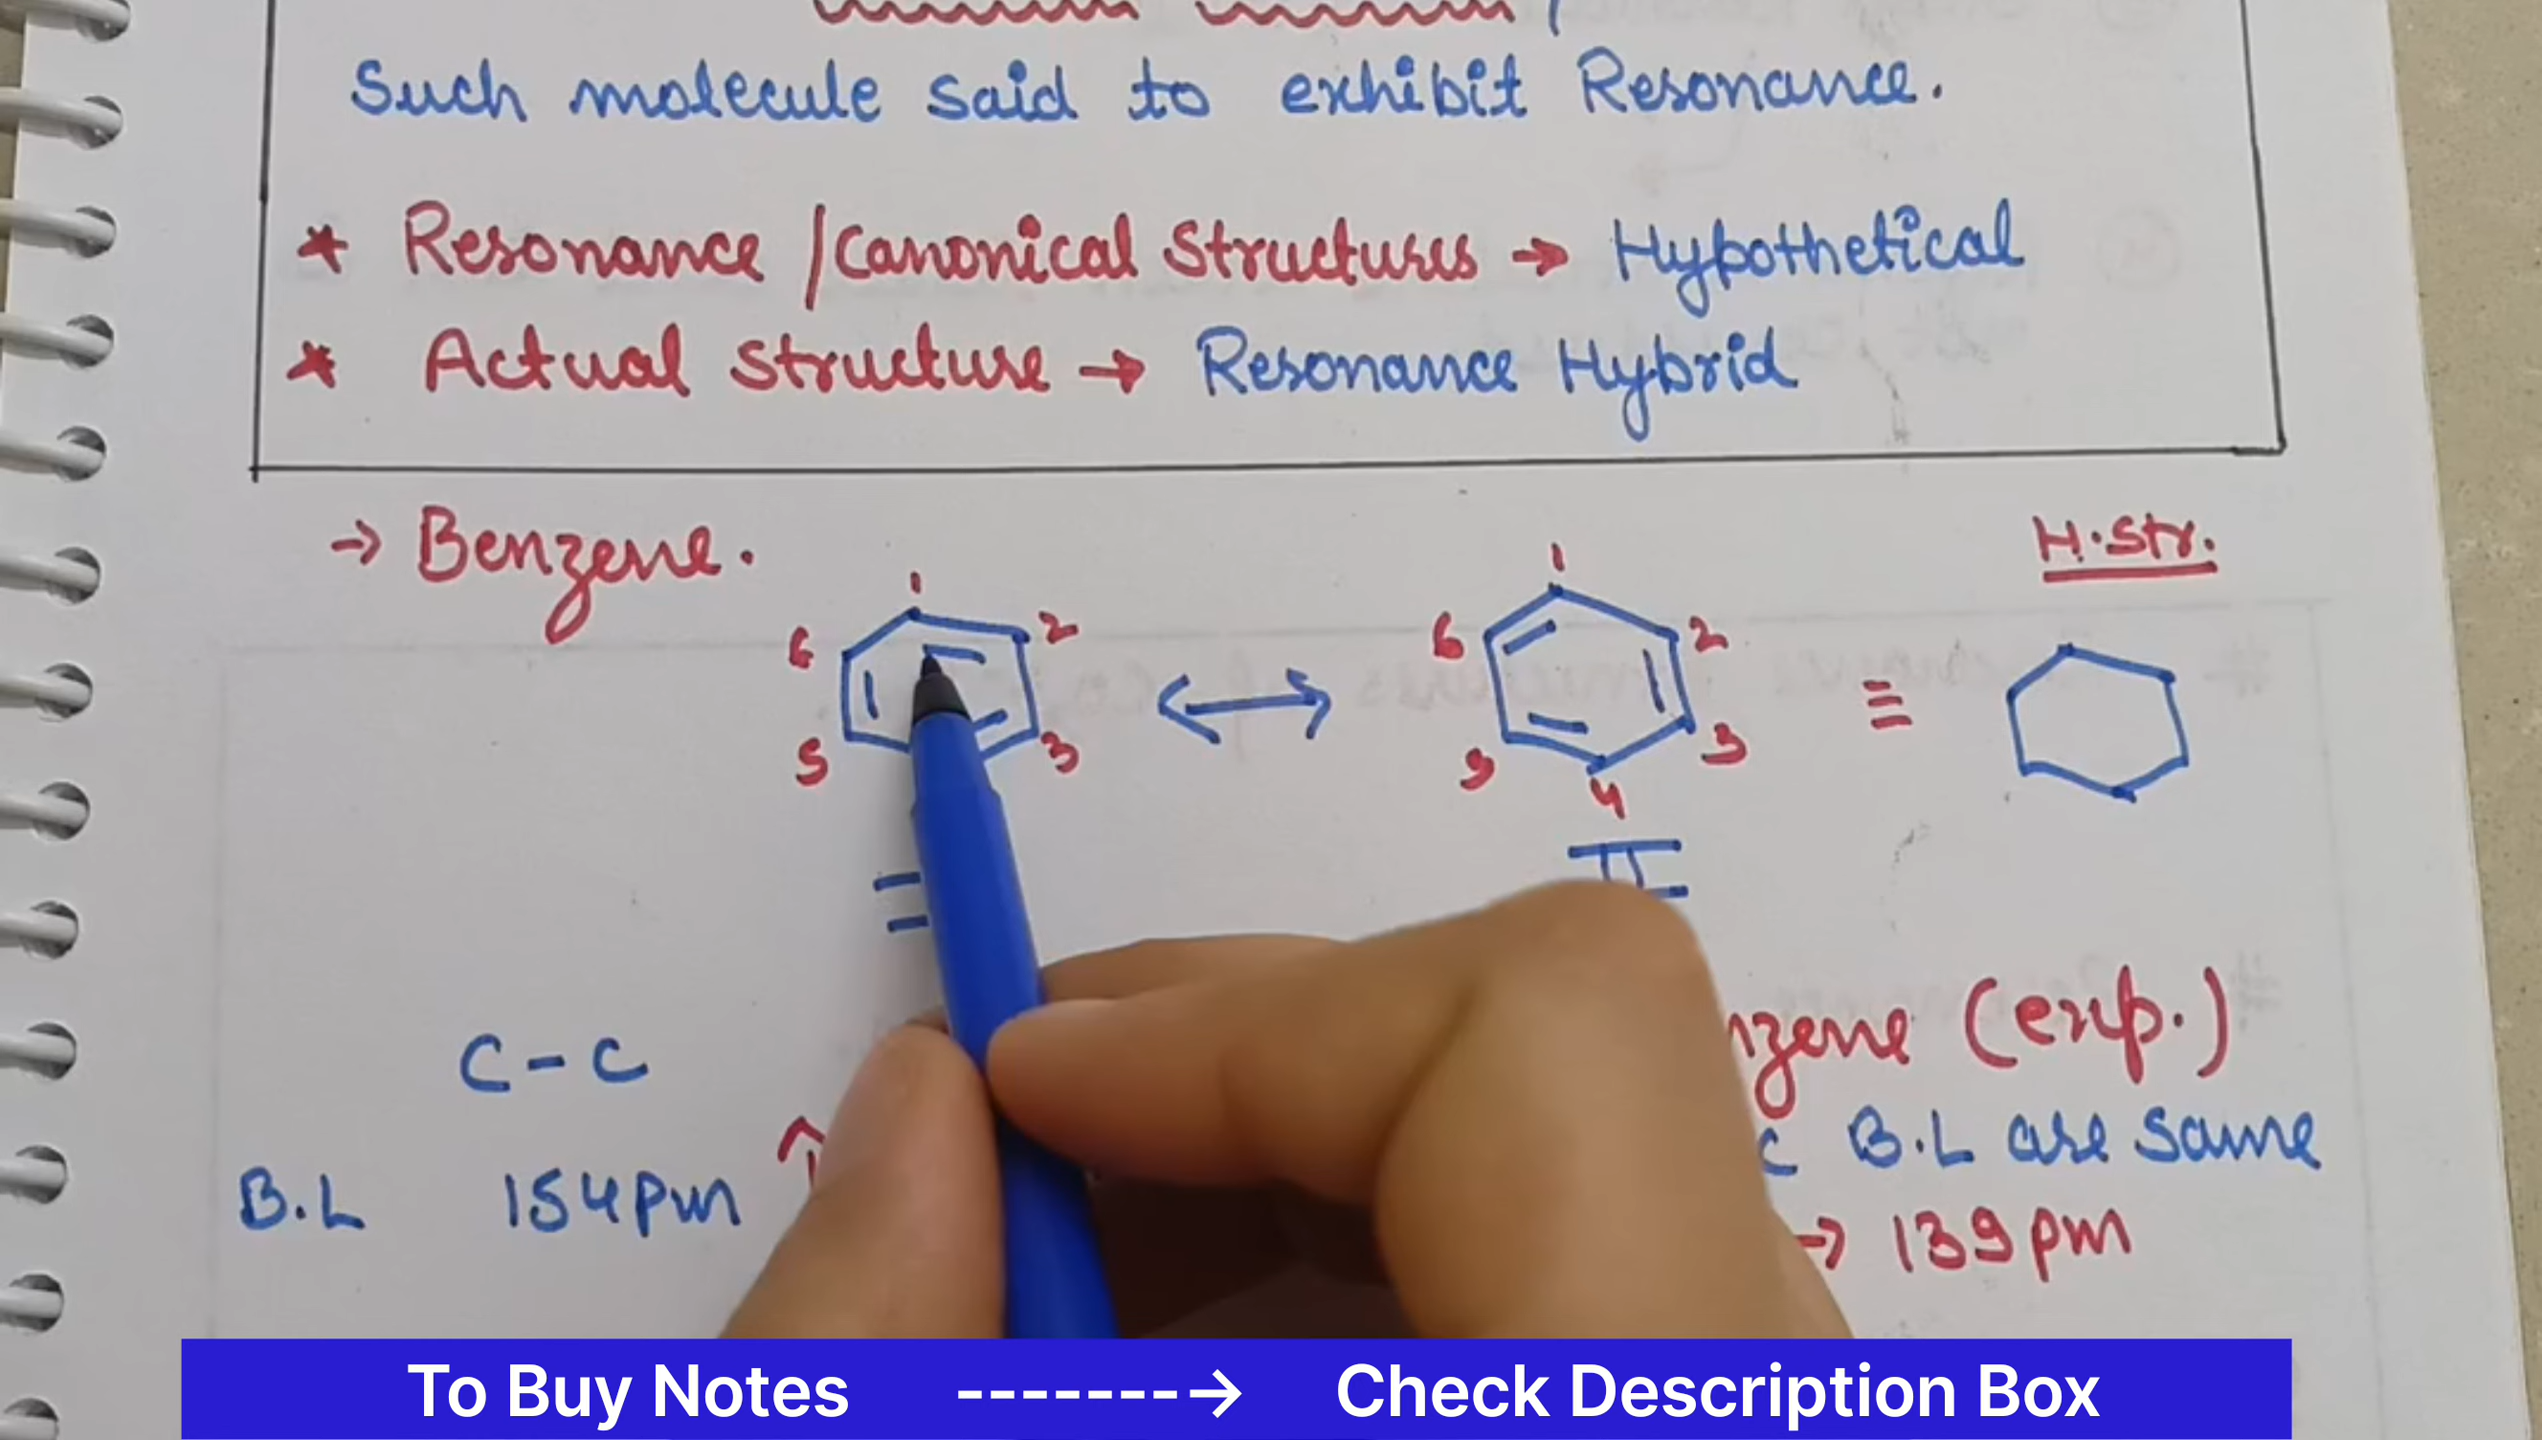 Such molecule said to exhibit Resonance.
* Resonance /Canonical Structures → Hypothetical
* Actual Structure → Resonance Hybrid
→ Benzene.
H.Str.
1
2
3
5
6
↔
1
2
3
4
5
6
≡
II
(exp.)
C - C
B.L are same
B.L 154pm ↑
→ 139pm
To Buy Notes -------→ Check Description Box